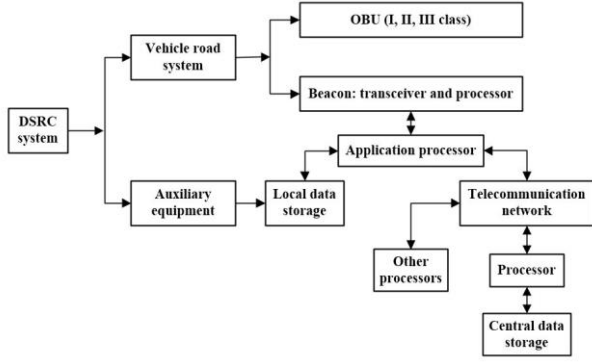 OBU (I, II, III class)
Vehicle road
system
Beacon: transceiver and processor
DSRC
system
Application processor
Auxiliary
equipment
Local data
storage
Telecommunication
network
Other
processors
Processor
Central data
storage